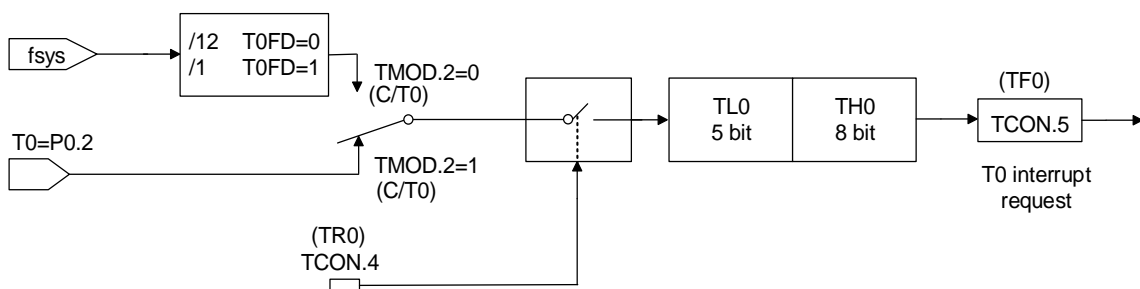 fsys
/12 T0FD=0
/1 T0FD=1
TMOD.2=0
(C/T0)
T0=P0.2
TMOD.2=1
(C/T0)
(TR0)
TCON.4
TL0
5 bit
TH0
8 bit
(TF0)
TCON.5
T0 interrupt
request